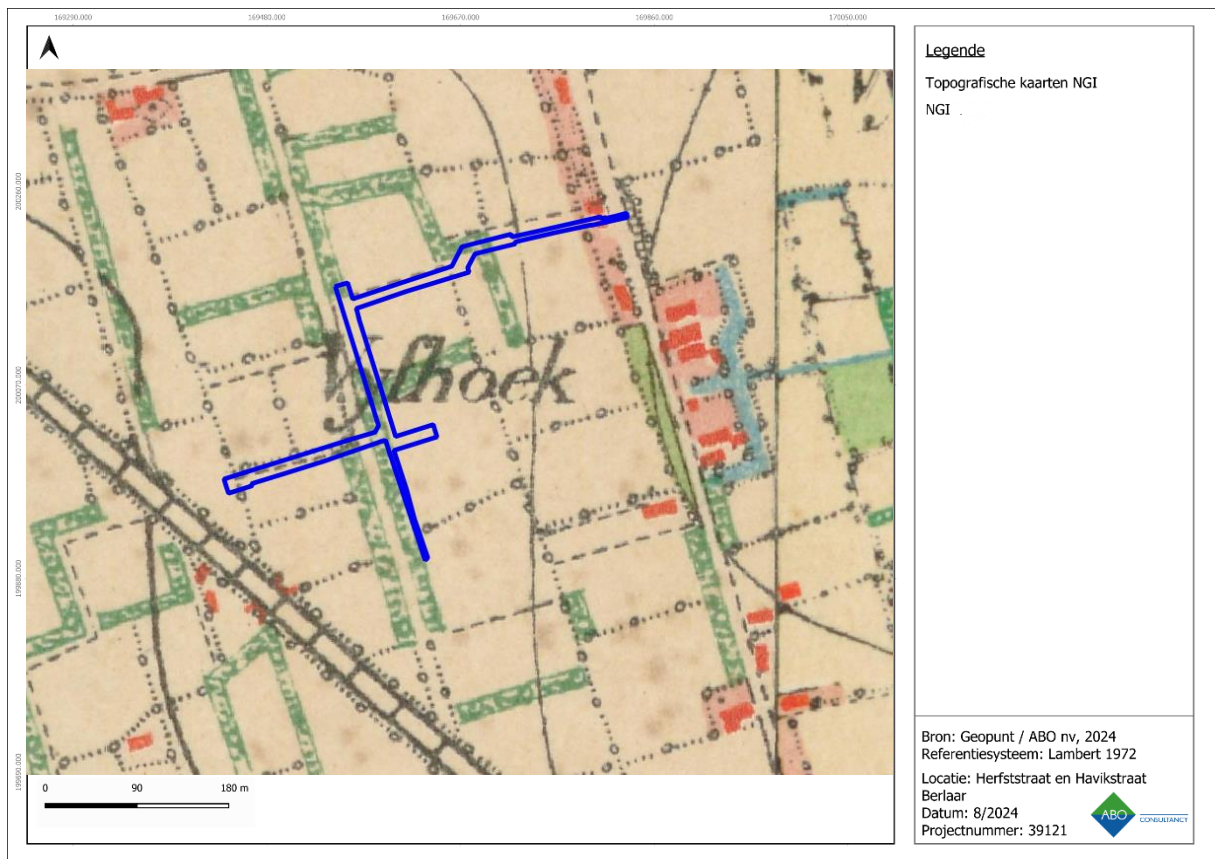 169290.000 169480.000 169670.000 169860.000 170050.000
200260.000
200070.000
199880.000
199690.000
Vyfhoek
0 90 180 m
Legende
Topografische kaarten NGI
NGI .
Bron: Geopunt / ABO nv, 2024
Referentiesysteem: Lambert 1972
Locatie: Herfststraat en Havikstraat
Berlaar
Datum: 8/2024
Projectnummer: 39121
ABO CONSULTANCY